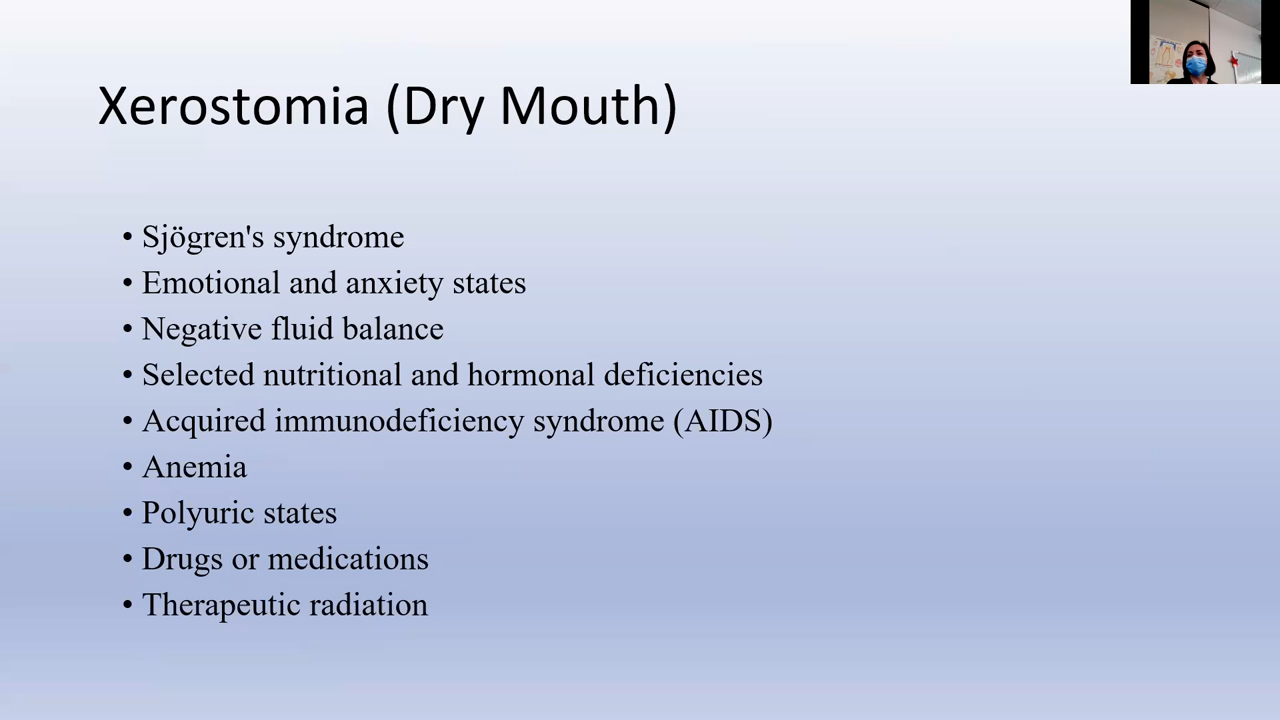 Xerostomia (Dry Mouth)
• Sjögren's syndrome
• Emotional and anxiety states
• Negative fluid balance
• Selected nutritional and hormonal deficiencies
• Acquired immunodeficiency syndrome (AIDS)
• Anemia
• Polyuric states
• Drugs or medications
• Therapeutic radiation